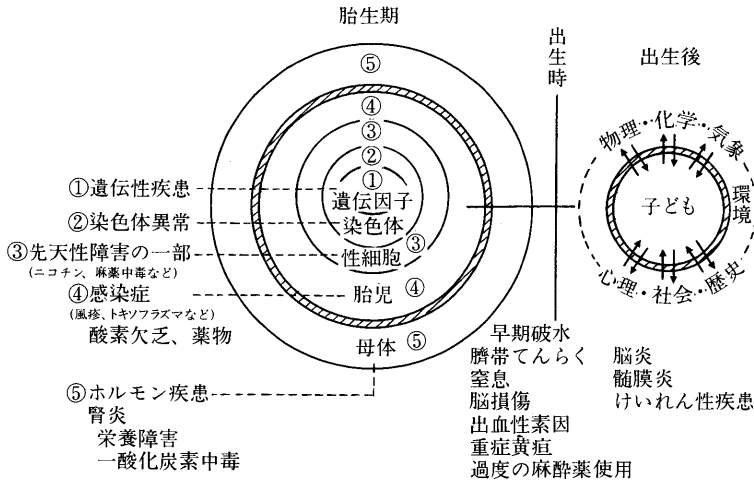 胎生期
出生時
出生後
⑤
④
③
②
①
遺伝因子
染色体
③
性細胞
胎児
④
母体
⑤
①遺伝性疾患
②染色体異常
③先天性障害の一部
(ニコチン、麻薬中毒など)
④感染症
(風疹、トキソプラズマなど)
酸素欠乏、薬物
⑤ホルモン疾患
腎炎
栄養障害
一酸化炭素中毒
早期破水
臍帯てんらく
窒息
脳損傷
出血性素因
重症黄疸
過度の麻酔薬使用
物理・化学・気象
環境
子ども
心理・社会・歴史
脳炎
髄膜炎
けいれん性疾患